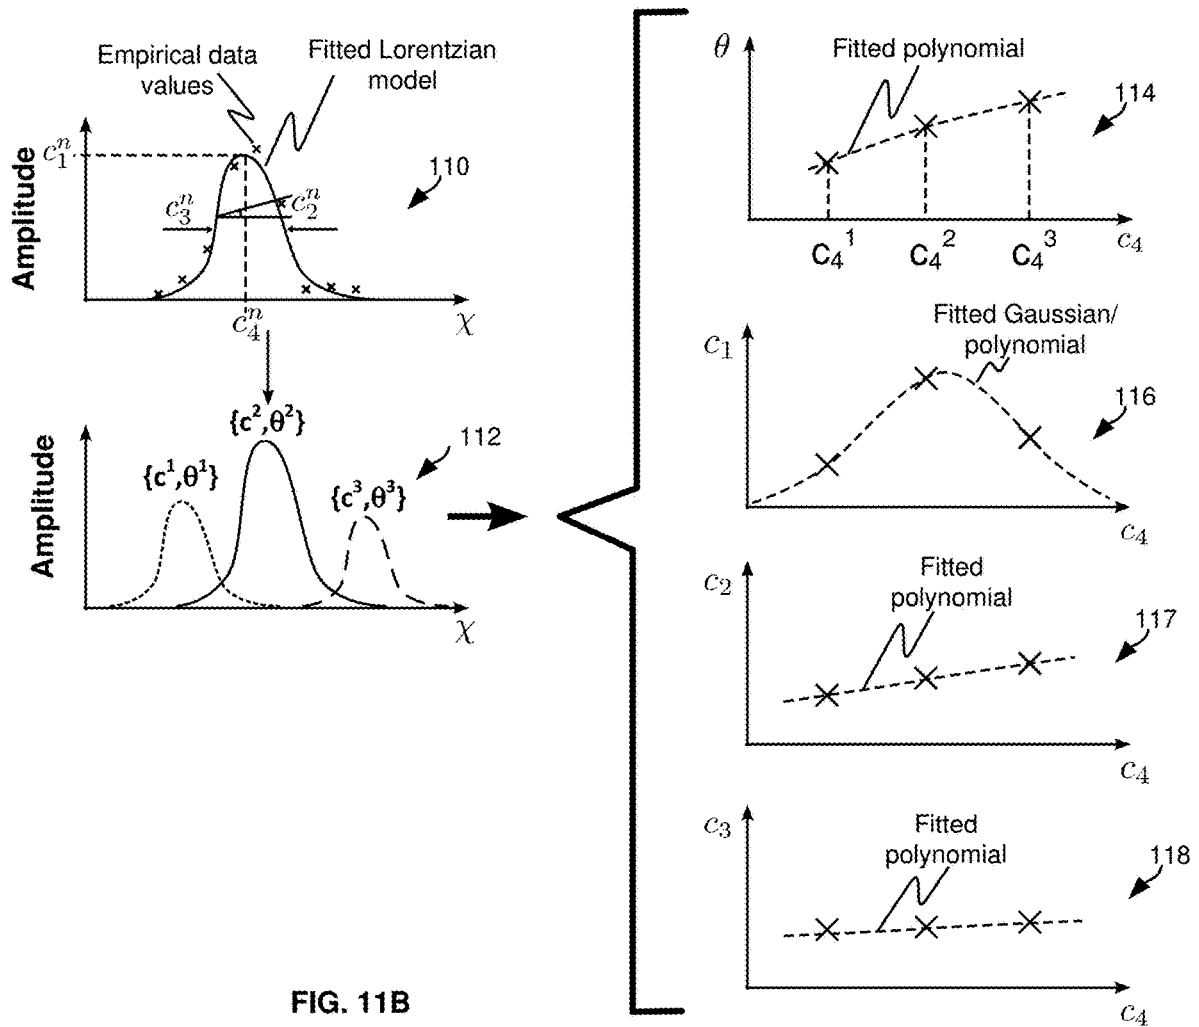 Empirical data
values
Fitted Lorentzian
model
Amplitude
c₁ⁿ
c₃ⁿ
c₂ⁿ
110
c₄ⁿ
χ
Amplitude
{c¹,θ¹}
{c²,θ²}
{c³,θ³}
112
χ
θ
Fitted polynomial
114
C₄¹
C₄²
C₄³
c₄
c₁
Fitted Gaussian/
polynomial
116
c₄
c₂
Fitted
polynomial
117
c₄
c₃
Fitted
polynomial
118
c₄
FIG. 11B